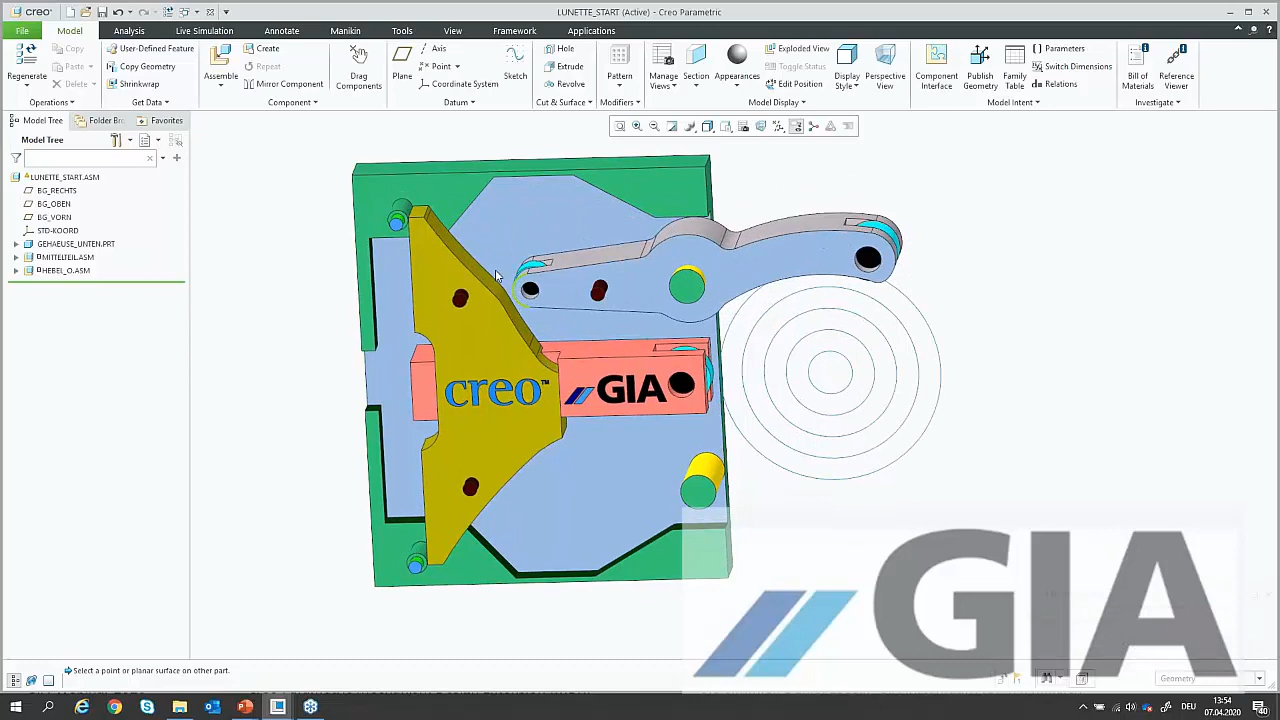 creo
LUNETTE_START (Active) - Creo Parametric
File
Model
Analysis
Live Simulation
Annotate
Manikin
Tools
View
Framework
Applications
Regenerate
Copy
Paste
Delete
Operations
User-Defined Feature
Copy Geometry
Shrinkwrap
Get Data
Assemble
Create
Repeat
Mirror Component
Component
Drag
Components
Plane
Axis
Point
Coordinate System
Sketch
Datum
Hole
Extrude
Revolve
Cut & Surface
Pattern
Modifiers
Manage
Views
Section
Appearances
Exploded View
Toggle Status
Edit Position
Display
Style
Perspective
View
Model Display
Component
Interface
Publish
Geometry
Family
Table
Parameters
Switch Dimensions
Relations
Model Intent
Bill of
Materials
Reference
Viewer
Investigate
Model Tree
Folder Bro
Favorites
Model Tree
LUNETTE_START.ASM
BG_RECHTS
BG_OBEN
BG_VORN
STD-KOORD
GEHAEUSE_UNTEN.PRT
MITTELTEIL.ASM
HEBEL_O.ASM
creo™
GIA
GIA
Select a point or planar surface on other part.
Geometry
DEU
13:54
07.04.2020
40